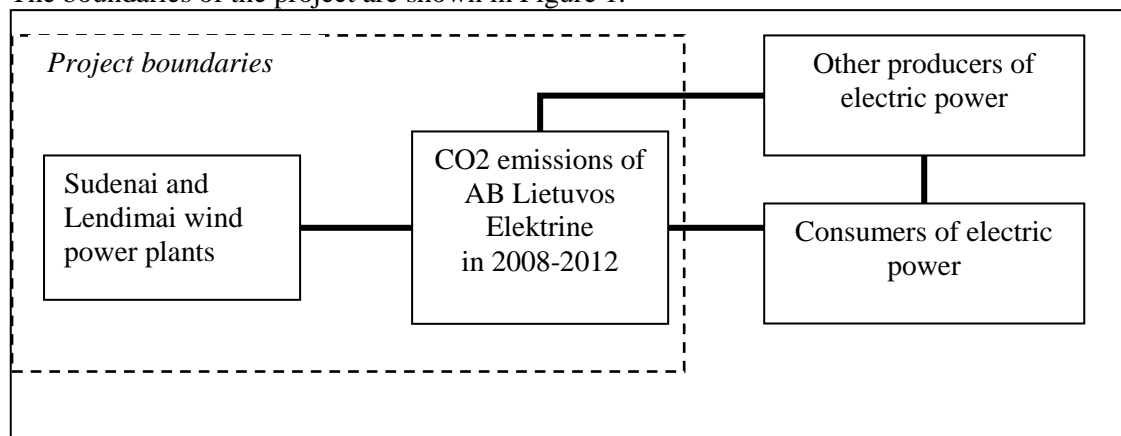 The boundaries of the project are shown in Figure 1.
Project boundaries
Sudenai and
Lendimai wind
power plants
CO2 emissions of
AB Lietuvos
Elektrine
in 2008-2012
Other producers of
electric power
Consumers of electric
power